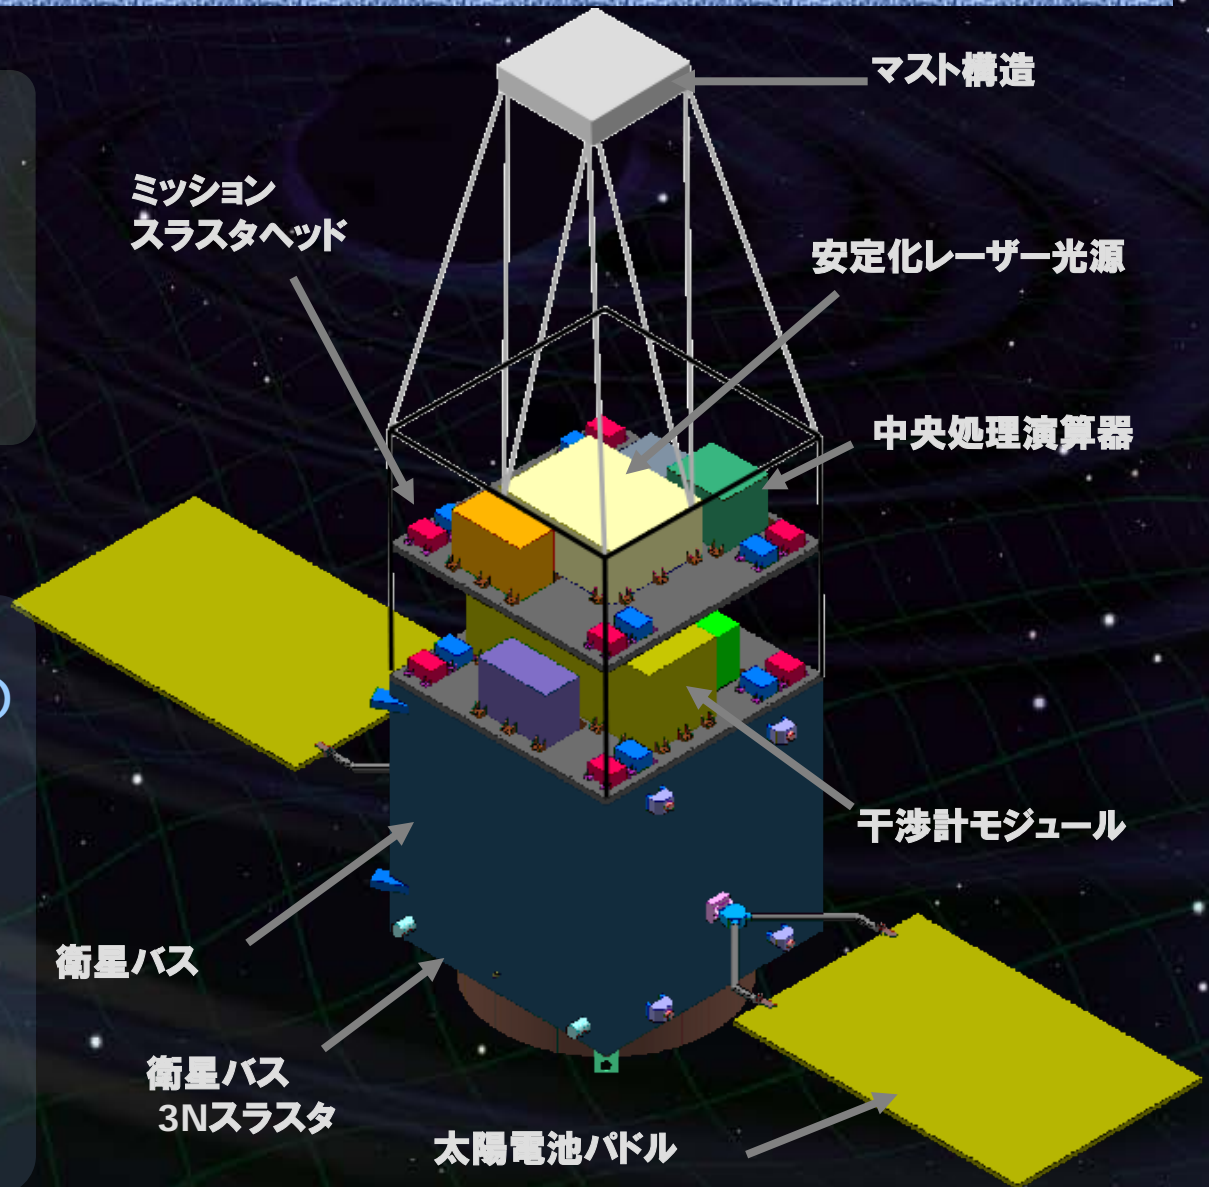 マスト構造
ミッション
スラスタヘッド
安定化レーザー光源
中央処理演算器
干渉計モジュール
衛星バス
衛星バス
3Nスラスタ
太陽電池パドル